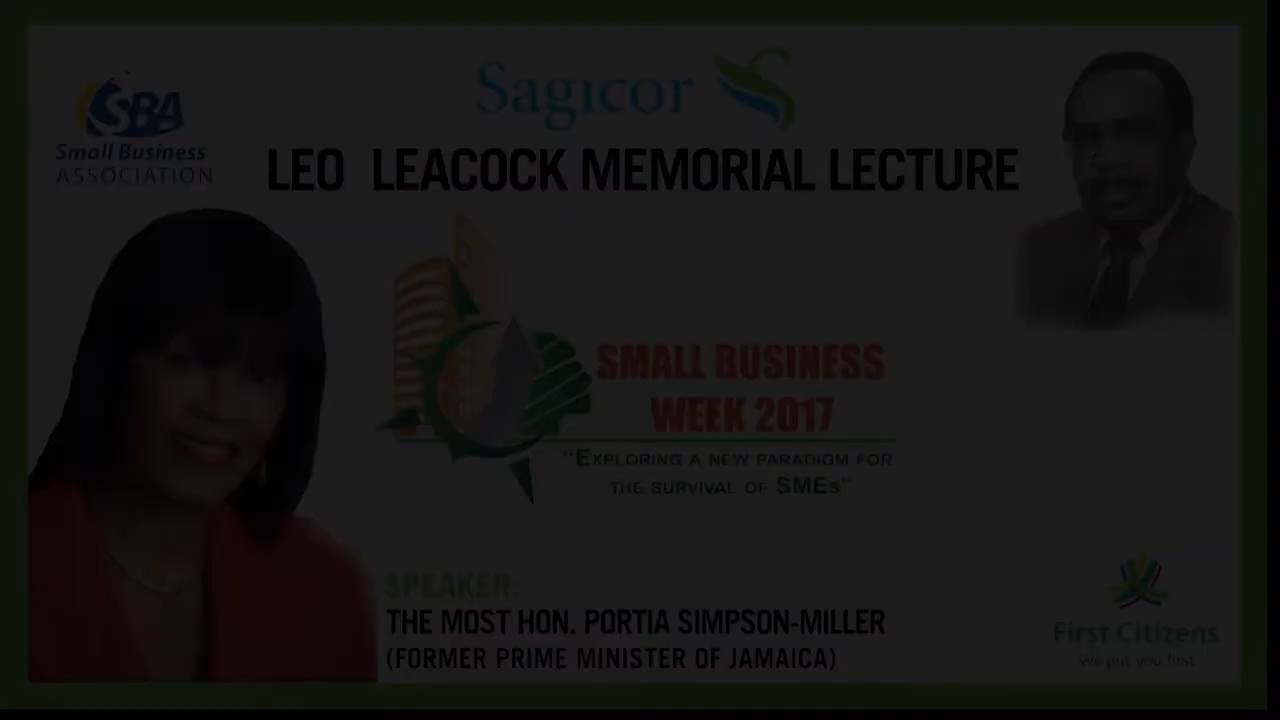 SBA
Small Business
ASSOCIATION
Sagicor
LEO LEACOCK MEMORIAL LECTURE
SMALL BUSINESS
WEEK 2017
"EXPLORING A NEW PARADIGM FOR
THE SURVIVAL OF SMEs"
SPEAKER:
THE MOST HON. PORTIA SIMPSON-MILLER
(FORMER PRIME MINISTER OF JAMAICA)
First Citizens
We put you first